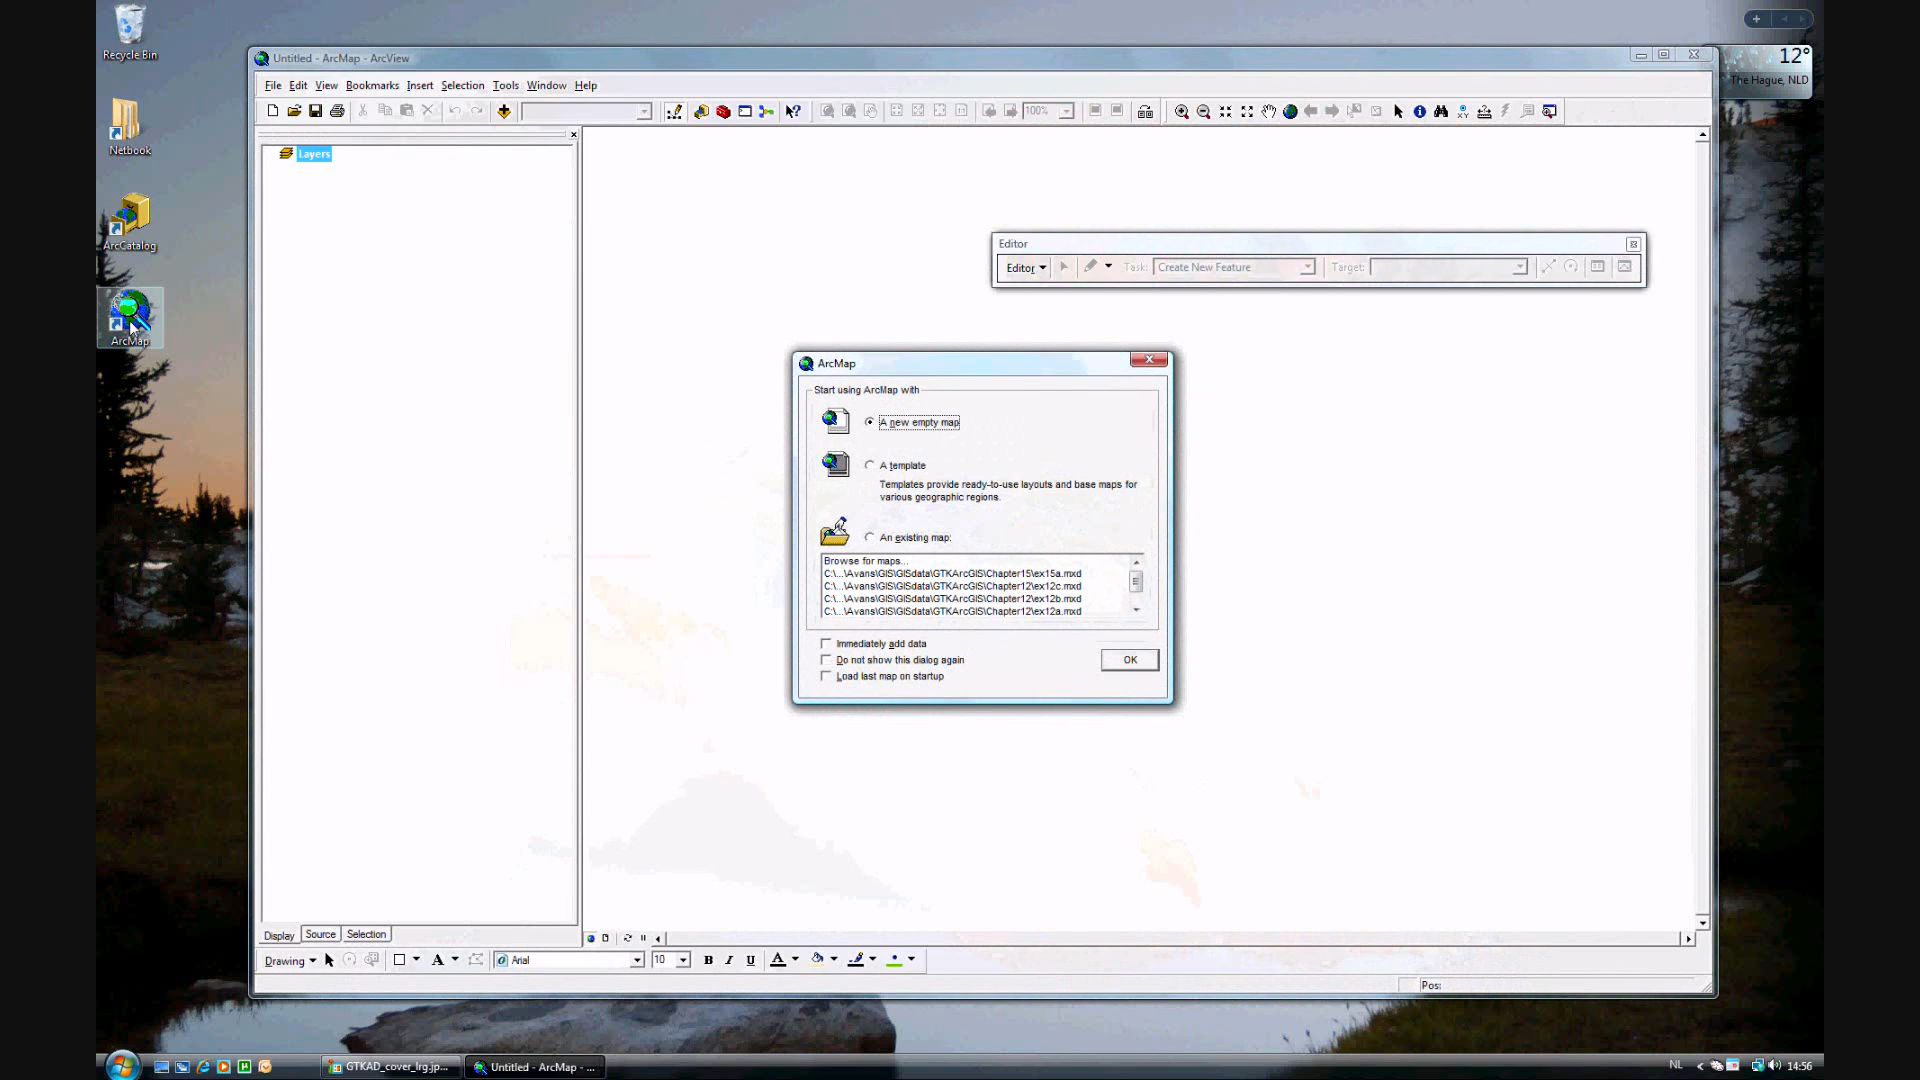 Recycle Bin
Netbook
ArcCatalog
ArcMap
12°
The Hague, NLD
Untitled - ArcMap - ArcView
File Edit View Bookmarks Insert Selection Tools Window Help
100%
Layers
Editor
Editor Task: Create New Feature Target:
ArcMap
Start using ArcMap with
A new empty map
A template
Templates provide ready-to-use layouts and base maps for
various geographic regions.
An existing map:
Browse for maps...
C:\...\Avans\GIS\GISdata\GTKArcGIS\Chapter15\ex15a.mxd
C:\...\Avans\GIS\GISdata\GTKArcGIS\Chapter12\ex12c.mxd
C:\...\Avans\GIS\GISdata\GTKArcGIS\Chapter12\ex12b.mxd
C:\...\Avans\GIS\GISdata\GTKArcGIS\Chapter12\ex12a.mxd
Immediately add data
Do not show this dialog again
Load last map on startup
OK
Display Source Selection
Drawing A Arial 10 B I U A
Pos:
GTKAD_cover_lrg.jp...
Untitled - ArcMap - ...
NL
14:56